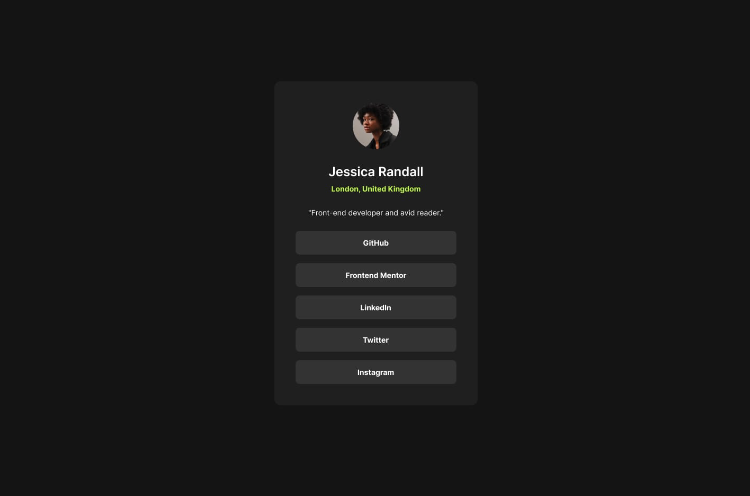 Jessica Randall
London, United Kingdom
"Front-end developer and avid reader."
GitHub
Frontend Mentor
LinkedIn
Twitter
Instagram